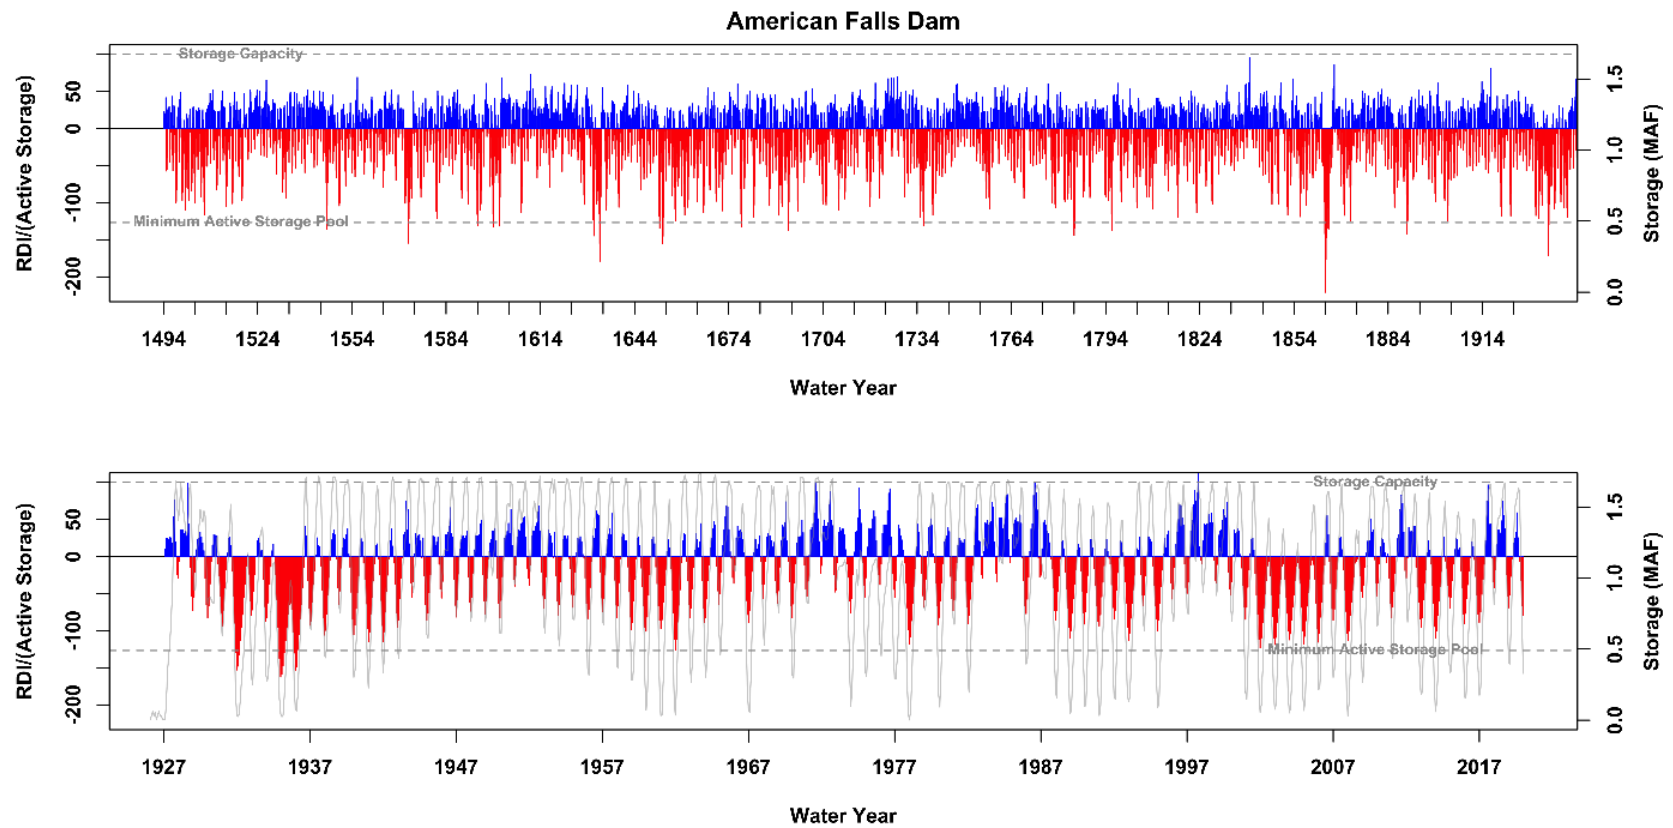 American Falls Dam
Storage Capacity
Minimum Active Storage Pool
RDI/(Active Storage)
50
0
-100
-200
1.5
1.0
0.5
0.0
Storage (MAF)
1494 1524 1554 1584 1614 1644 1674 1704 1734 1764 1794 1824 1854 1884 1914
Water Year
Storage Capacity
Minimum Active Storage Pool
RDI/(Active Storage)
50
0
-100
-200
1.5
1.0
0.5
0.0
Storage (MAF)
1927 1937 1947 1957 1967 1977 1987 1997 2007 2017
Water Year